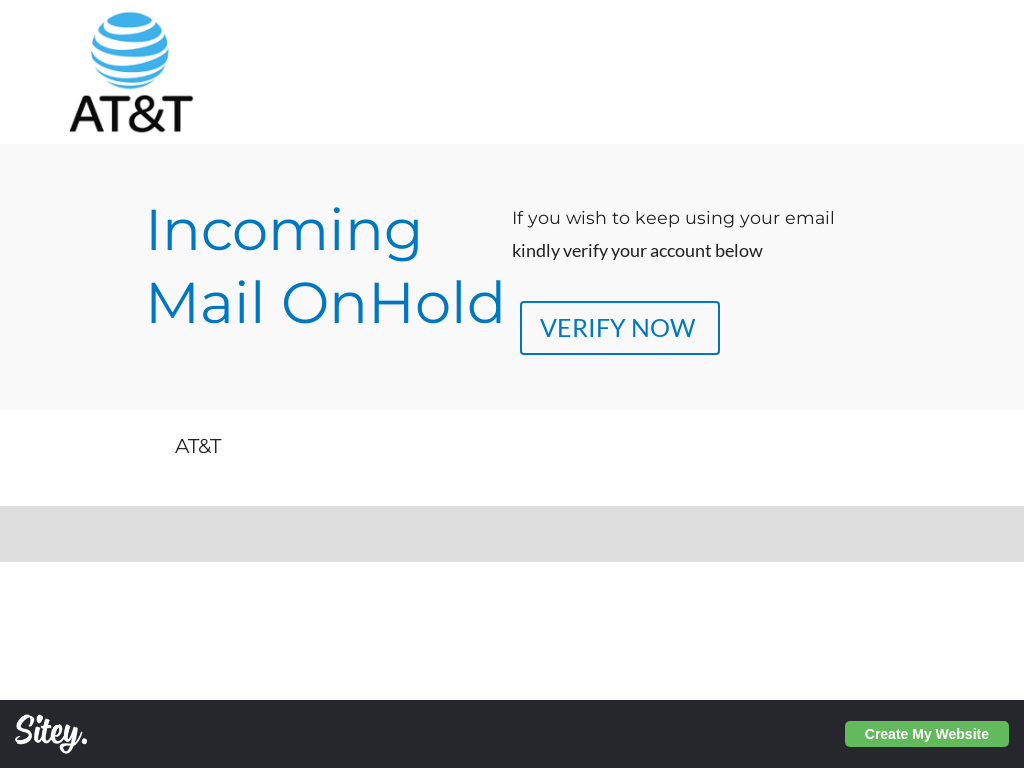 AT&T
Incoming
Mail OnHold
If you wish to keep using your email
kindly verify your account below
VERIFY NOW
AT&T
Sitey.
Create My Website